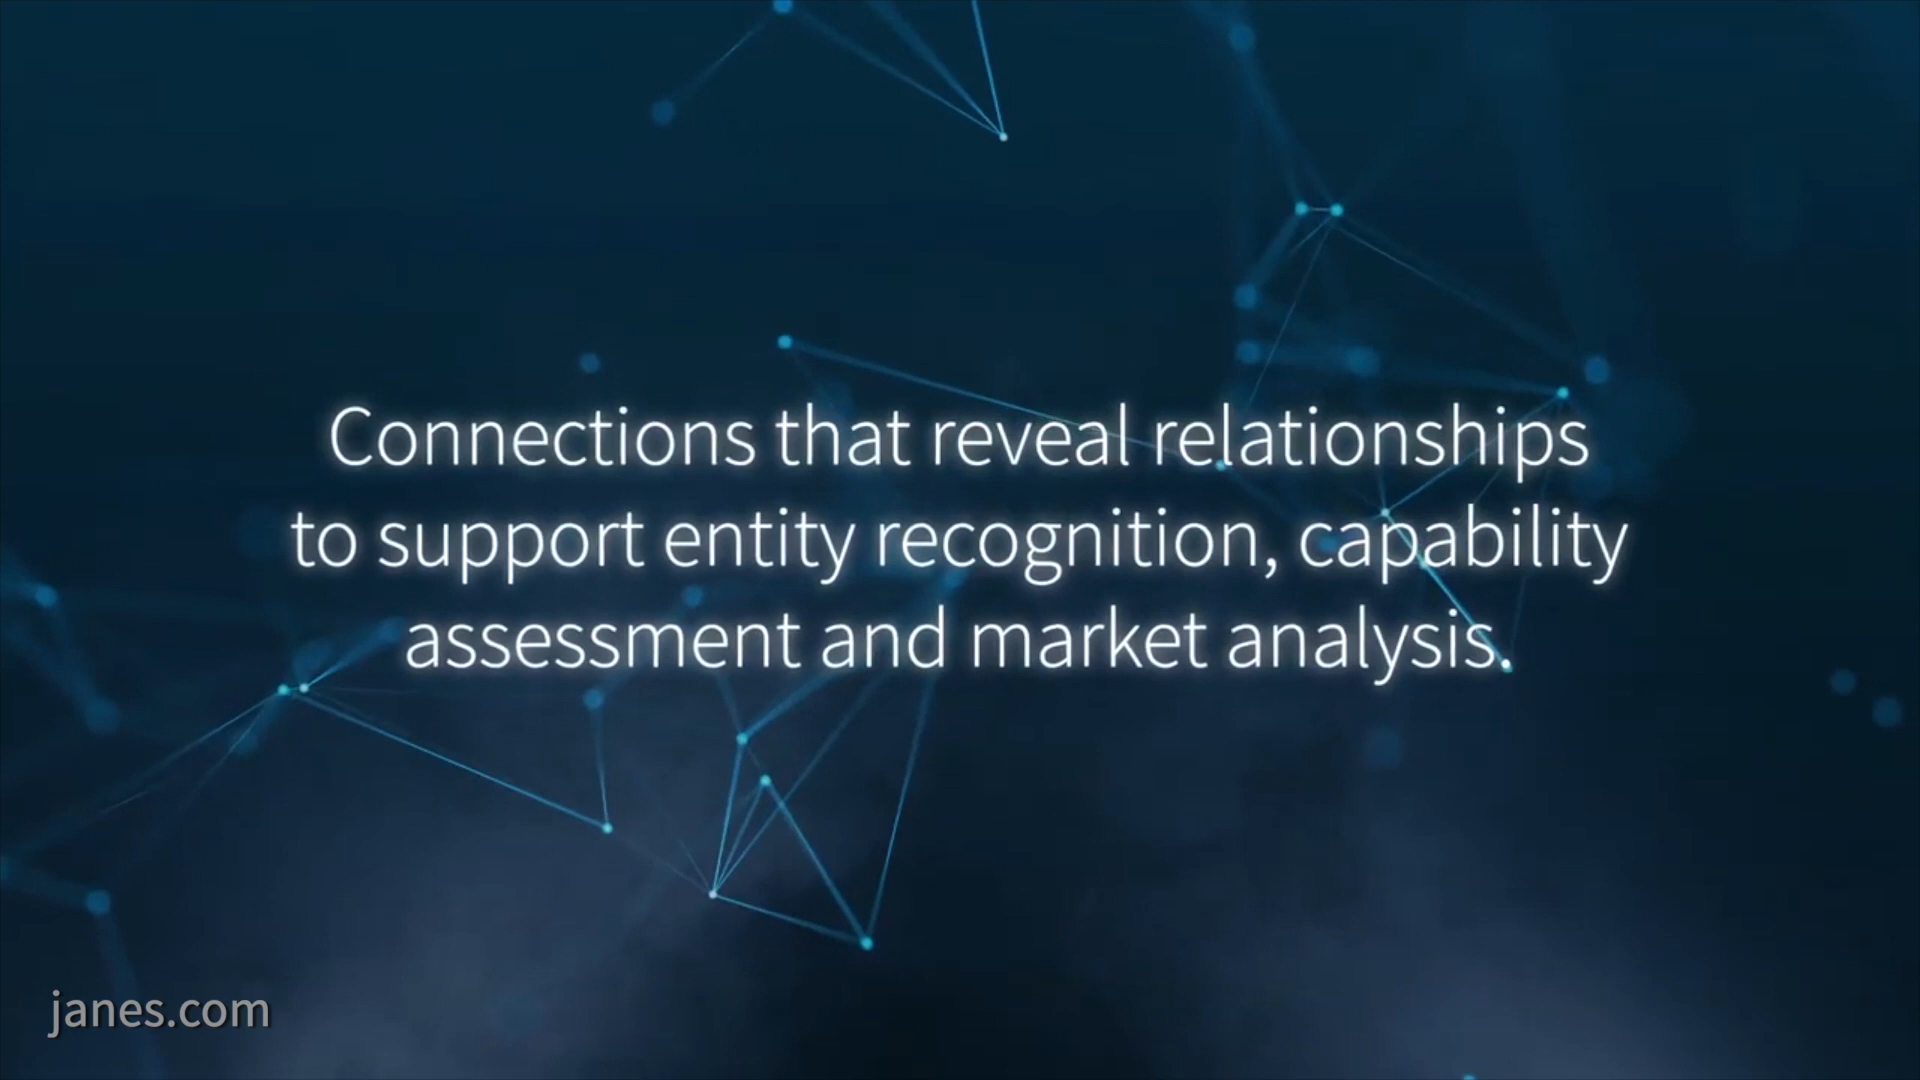 Connections that reveal relationships
to support entity recognition, capability
assessment and market analysis.
janes.com